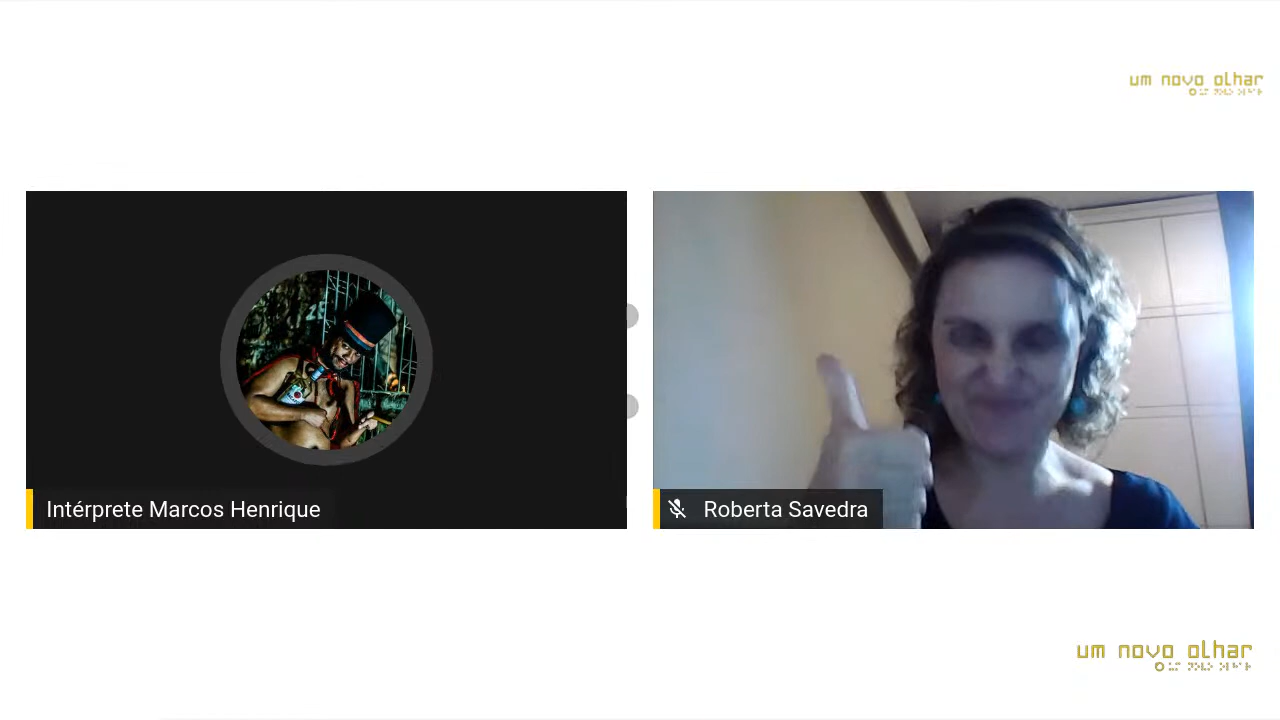 um novo olhar
Intérprete Marcos Henrique
Roberta Savedra
um novo olhar